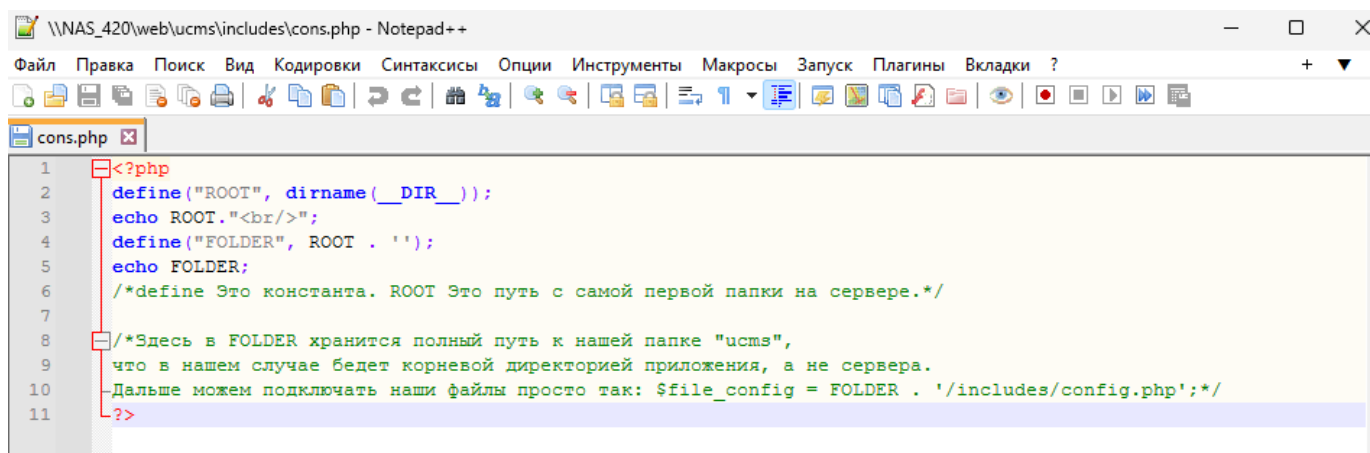 \\NAS_420\web\ucms\includes\cons.php - Notepad++
Файл Правка Поиск Вид Кодировки Синтаксисы Опции Инструменты Макросы Запуск Плагины Вкладки ?
cons.php
1 <?php
2 define("ROOT", dirname(__DIR__));
3 echo ROOT."<br/>";
4 define("FOLDER", ROOT . '');
5 echo FOLDER;
6 /*define Это константа. ROOT Это путь с самой первой папки на сервере.*/
7
8 /*Здесь в FOLDER хранится полный путь к нашей папке "ucms",
9 что в нашем случае бедет корневой директорией приложения, а не сервера.
10 Дальше можем подключать наши файлы просто так: $file_config = FOLDER . '/includes/config.php';*/
11 ?>